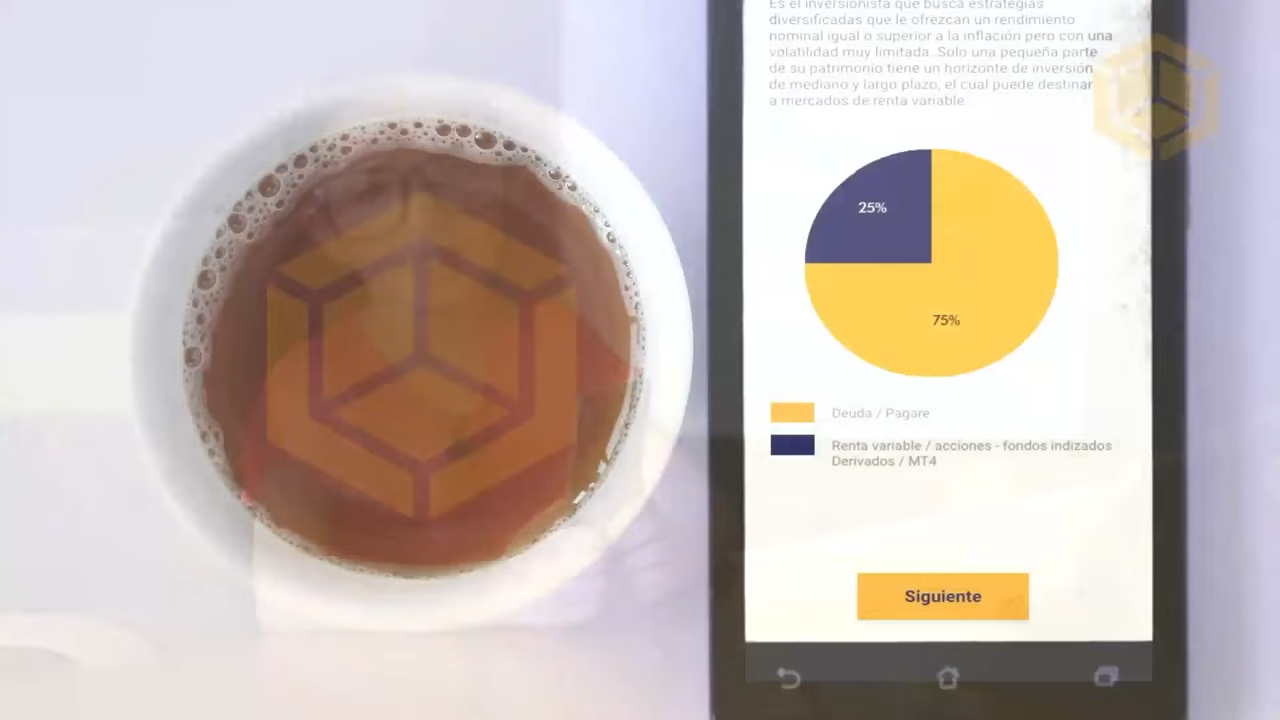 Es el inversionista que busca estrategias
diversificadas que le ofrezcan un rendimiento
nominal igual o superior a la inflación pero con una
volatilidad muy limitada. Solo una pequeña parte
de su patrimonio tiene un horizonte de inversión
de mediano y largo plazo, el cual puede destinar
a mercados de renta variable.
25%
75%
Deuda / Pagare
Renta variable / acciones - fondos indizados
Derivados / MT4
Siguiente